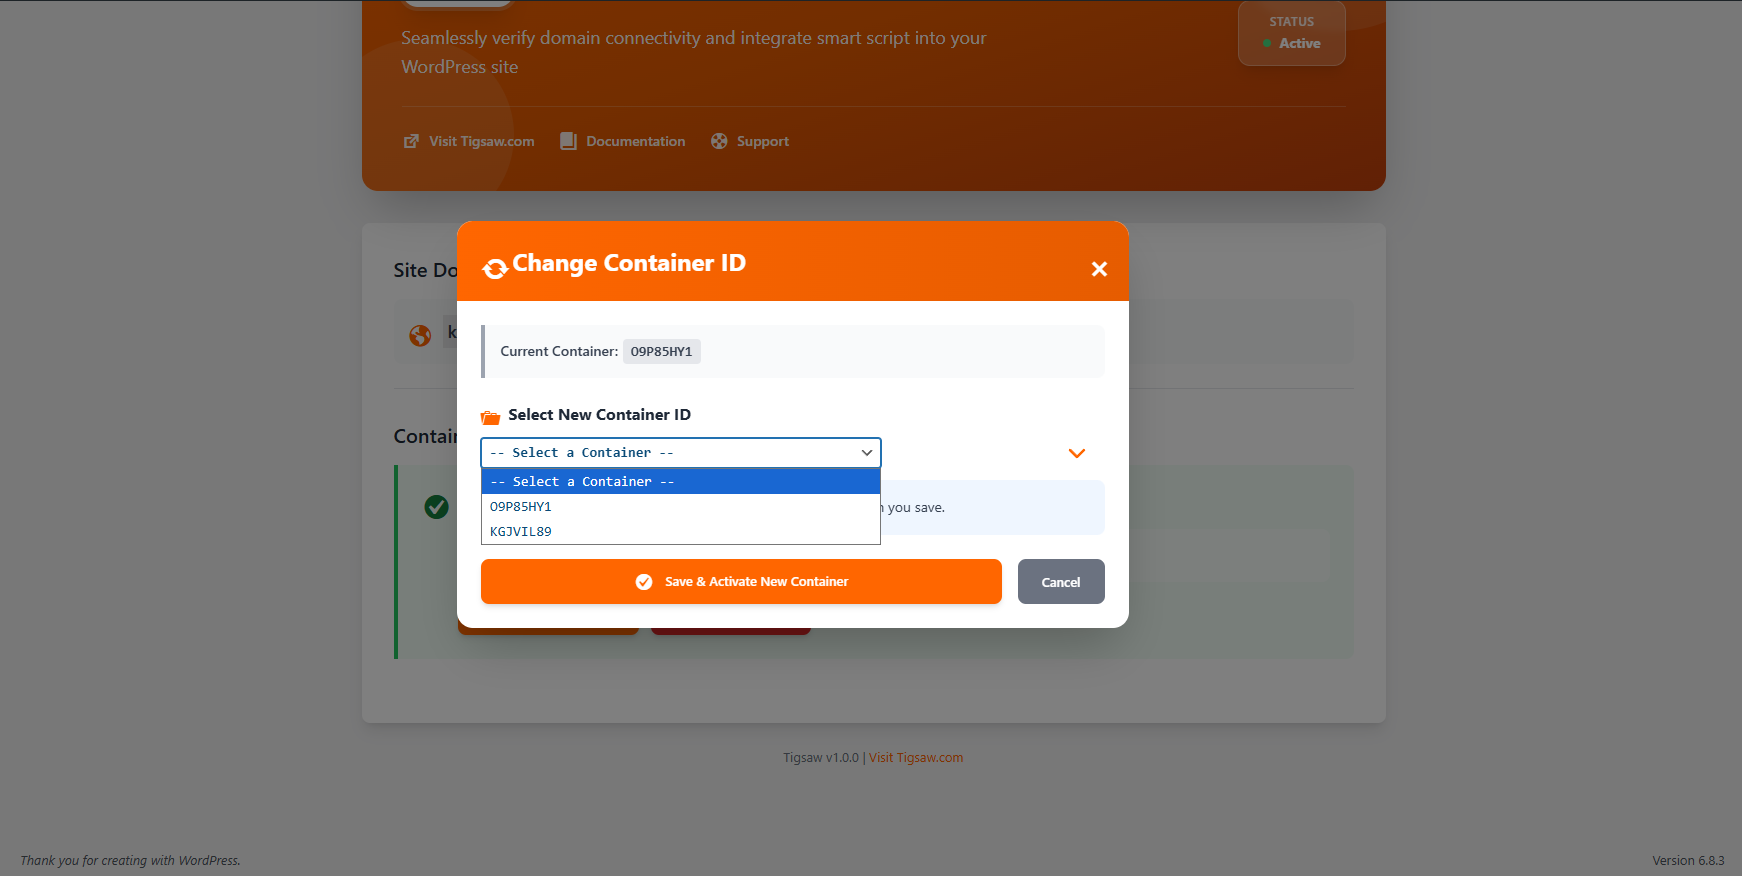 Seamlessly verify domain connectivity and integrate smart script into your
WordPress site
STATUS
Active
Visit Tigsaw.com
Documentation
Support
Change Container ID
Site Do
k
Current Container: O9P85HY1
Select New Container ID
Contai
-- Select a Container --
-- Select a Container --
O9P85HY1
KGJVIL89
you save.
Save & Activate New Container
Cancel
Tigsaw v1.0.0 | Visit Tigsaw.com
Thank you for creating with WordPress.
Version 6.8.3